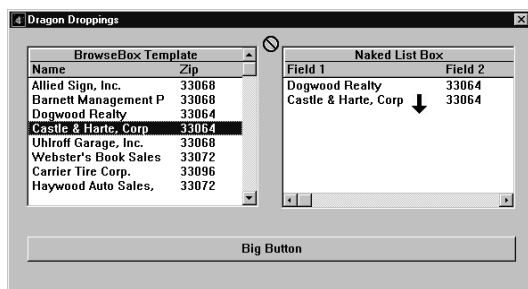 Dragon Droppings
BrowseBox Template
Name Zip
Allied Sign, Inc. 33068
Barnett Management P 33068
Dogwood Realty 33064
Castle & Harte, Corp 33064
Uhlroff Garage, Inc. 33068
Webster's Book Sales 33072
Carrier Tire Corp. 33096
Haywood Auto Sales, 33072
Naked List Box
Field 1 Field 2
Dogwood Realty 33064
Castle & Harte, Corp 33064
Big Button